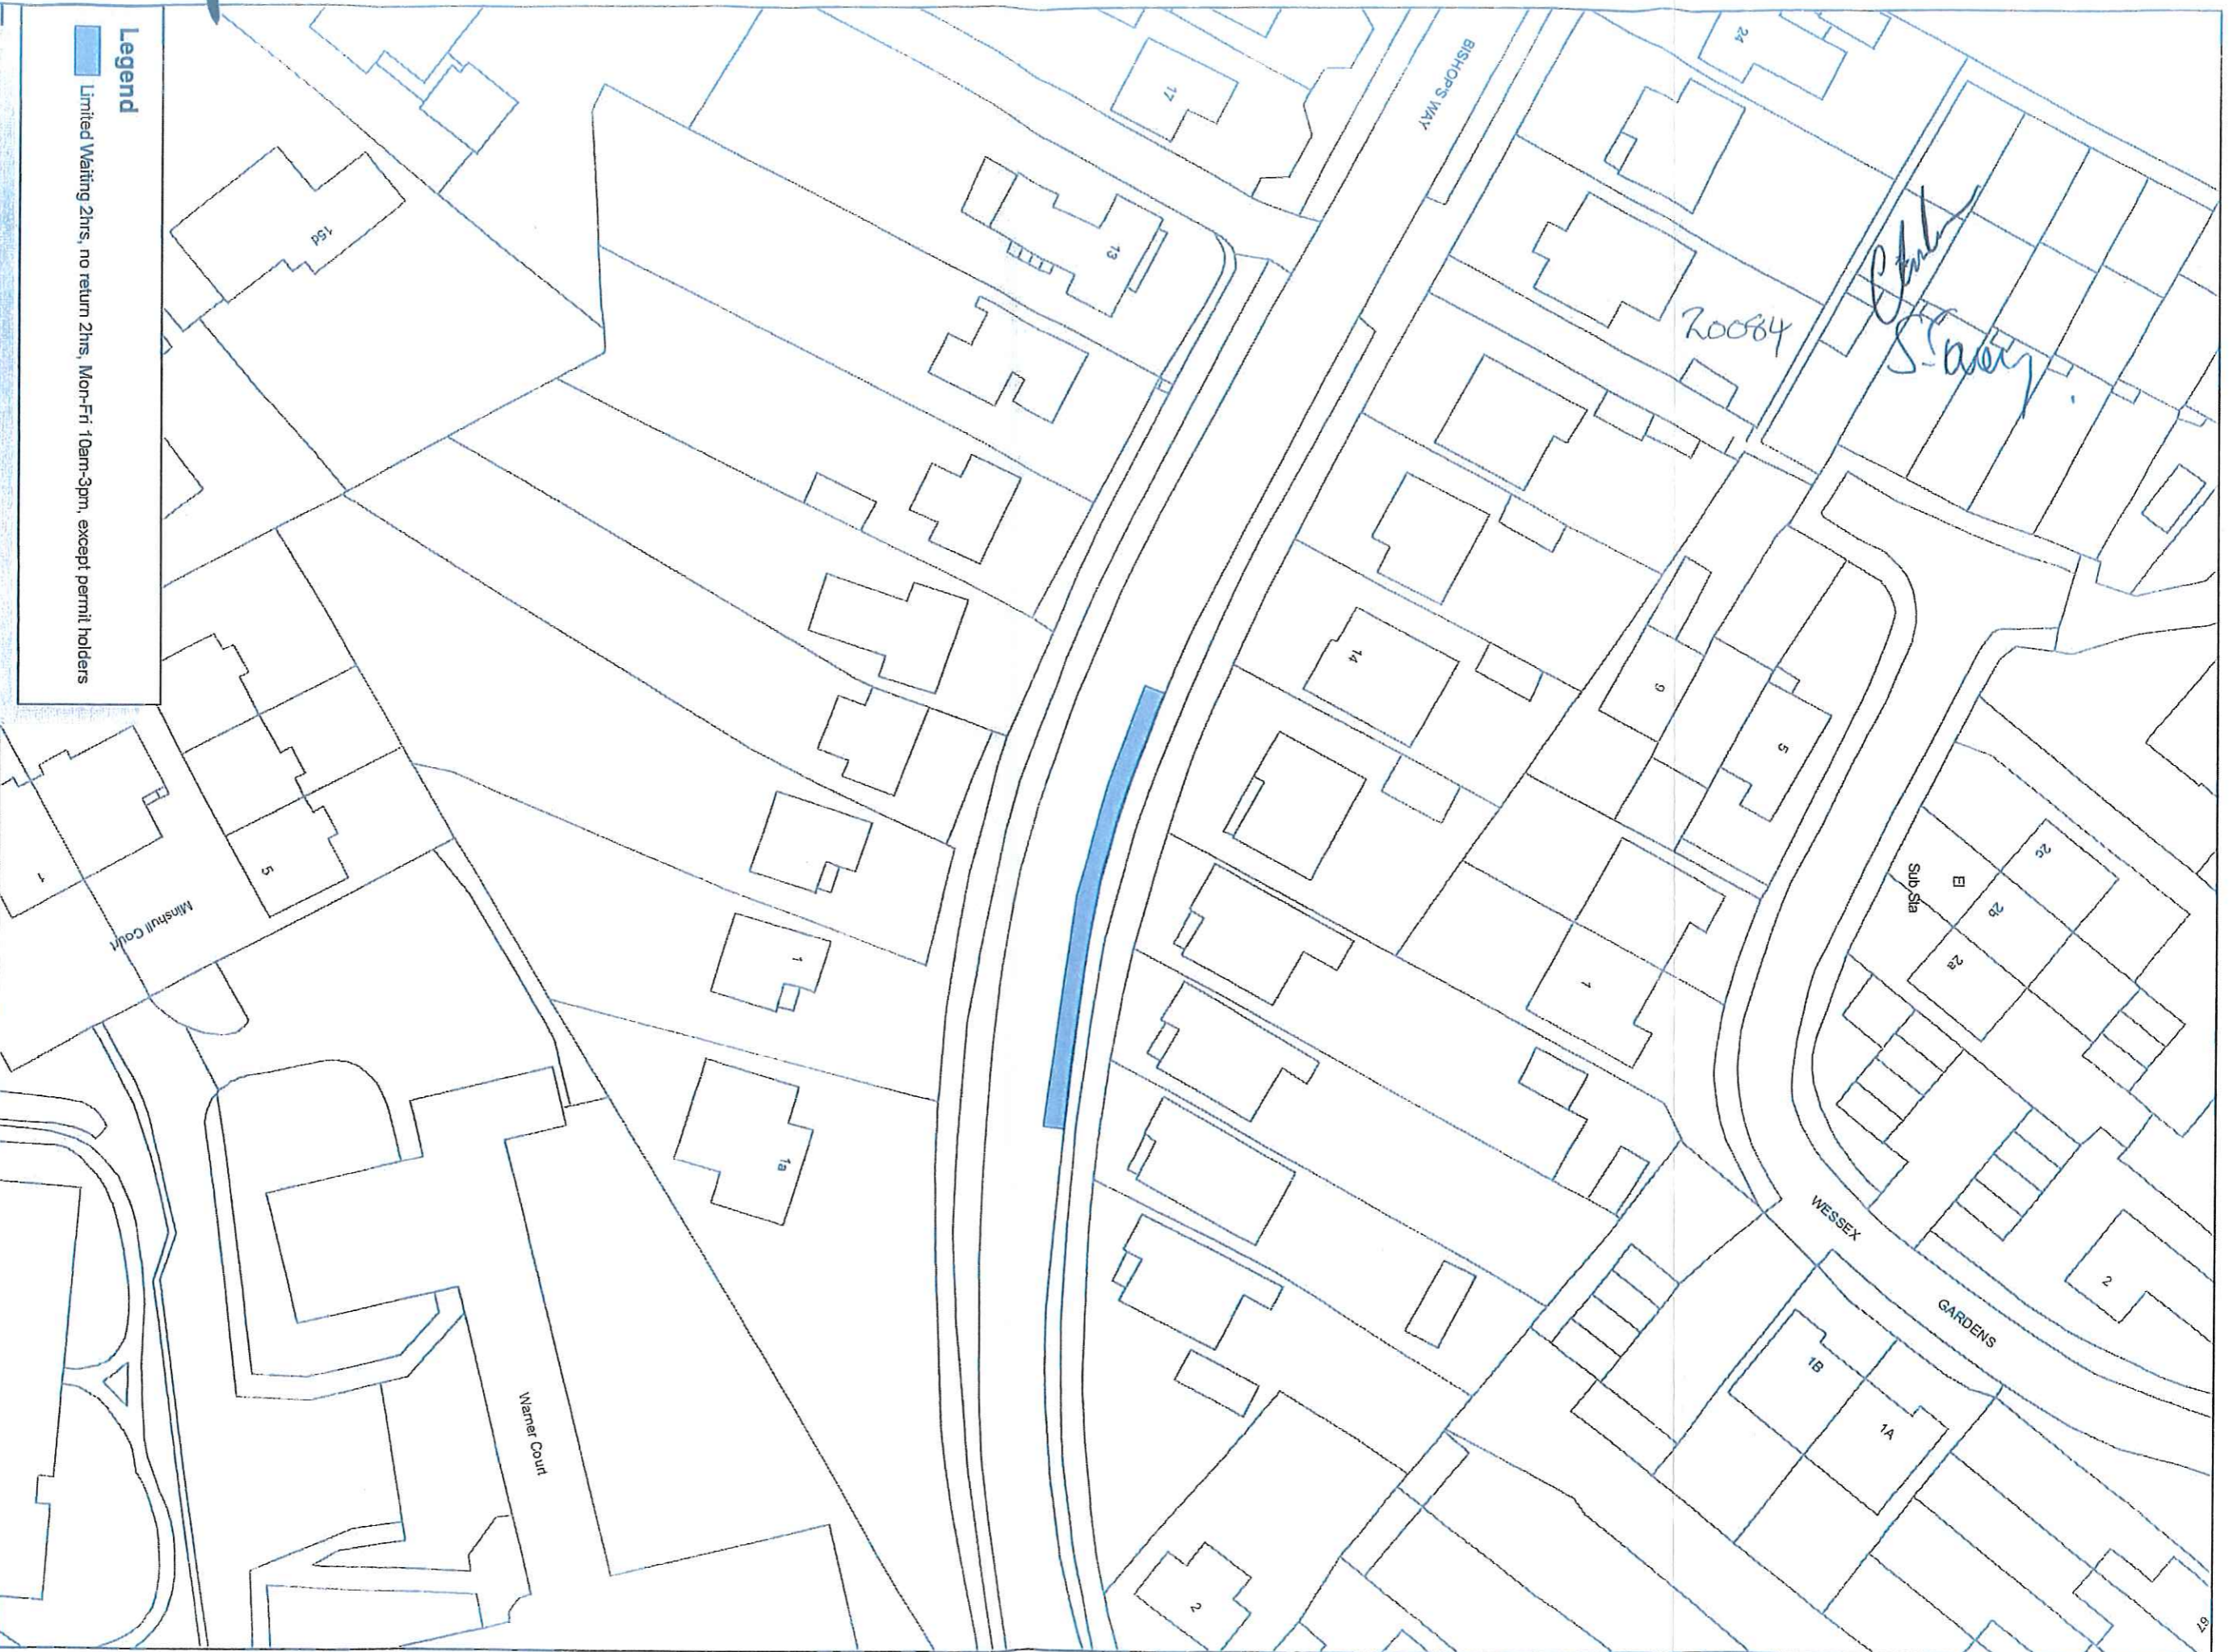 Legend
Limited Waiting 2hrs, no return 2hrs, Mon-Fri 10am-3pm, except permit holders
BISHOP'S WAY
24
17
13
15d
20084
14
9
5
1
2c
2b
2a
El
Sub Sta
5
1
Minshull Court
1
1a
WESSEX
GARDENS
2
1B
1A
Warner Court
2
67